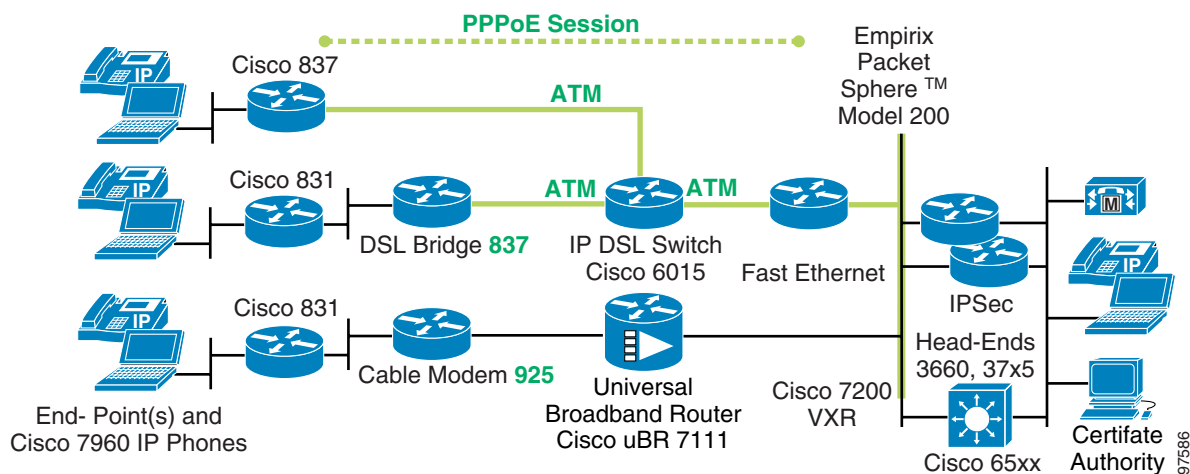 PPPoE Session
Empirix
Packet
Sphere TM
Model 200
IP
Cisco 837
ATM
IP
Cisco 831
ATM
ATM
DSL Bridge 837
IP DSL Switch
Cisco 6015
Fast Ethernet
M
IP
IPSec
IP
Cisco 831
Cable Modem 925
Universal
Broadband Router
Cisco uBR 7111
Head-Ends
3660, 37x5
Cisco 7200
VXR
End- Point(s) and
Cisco 7960 IP Phones
Cisco 65xx
Certifate
Authority
97586